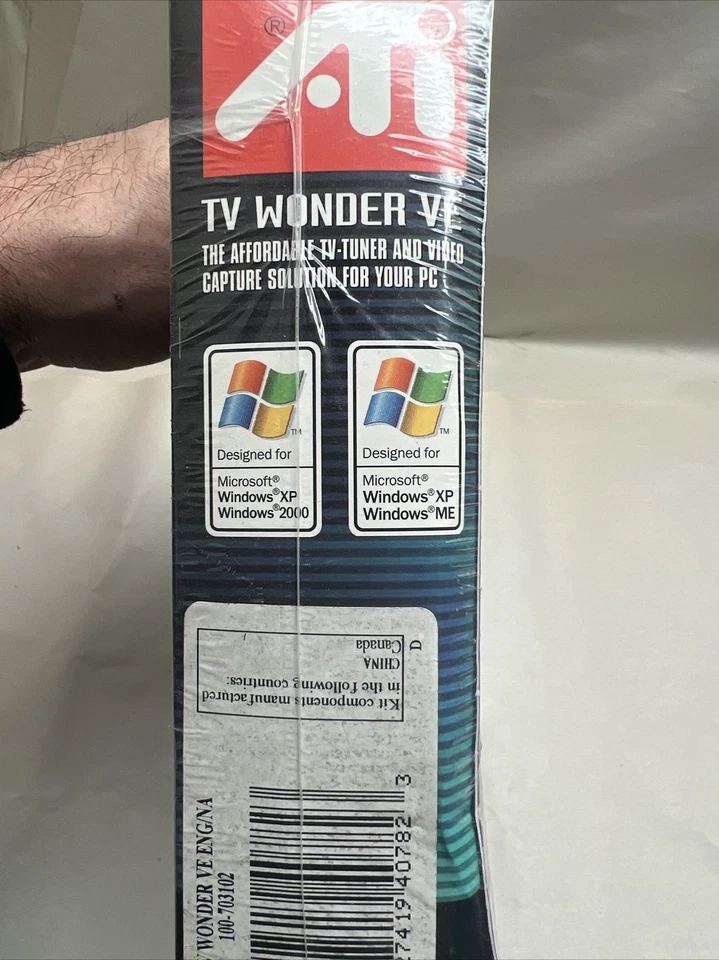 ®
ATi
TV WONDER VE
THE AFFORDABLE TV-TUNER AND VIDEO
CAPTURE SOLUTION FOR YOUR PC
TM
Designed for
Microsoft®
Windows®XP
Windows®2000
TM
Designed for
Microsoft®
Windows®XP
Windows®ME
Kit components manufactured
in the following countries:
CHINA
Canada
D
WONDER VE ENG/NA
100-703102
27419 40782 3